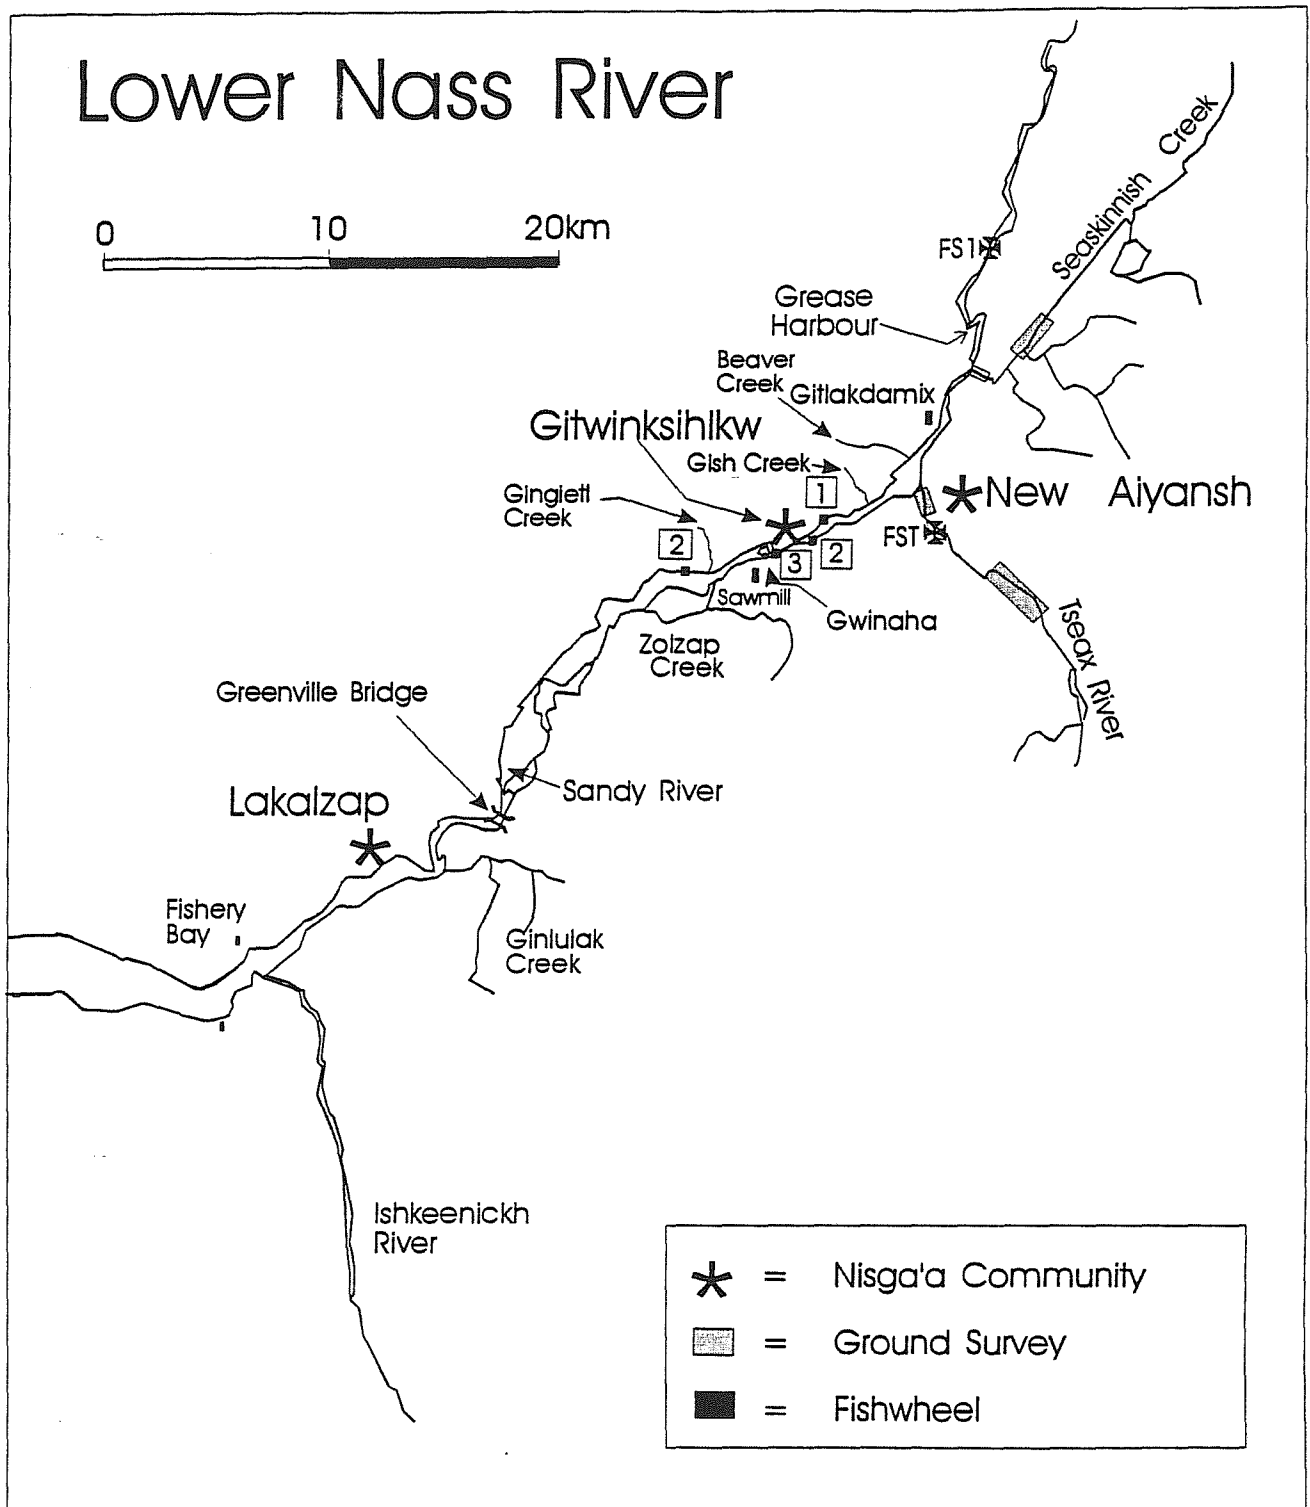 Lower Nass River
0 10 20km
Seaskinnish Creek
FS1
Grease
Harbour
Beaver
Creek
Gitlakdamix
Gitwinksihlkw
Gish Creek
New Aiyansh
1
Gingietl
Creek
FST
2
3
2
Sawmill
Gwinaha
Tseax River
Zolzap
Creek
Greenville Bridge
Sandy River
Lakalzap
Fishery
Bay
Ginlulak
Creek
Ishkeenickh
River
= Nisga'a Community
= Ground Survey
= Fishwheel